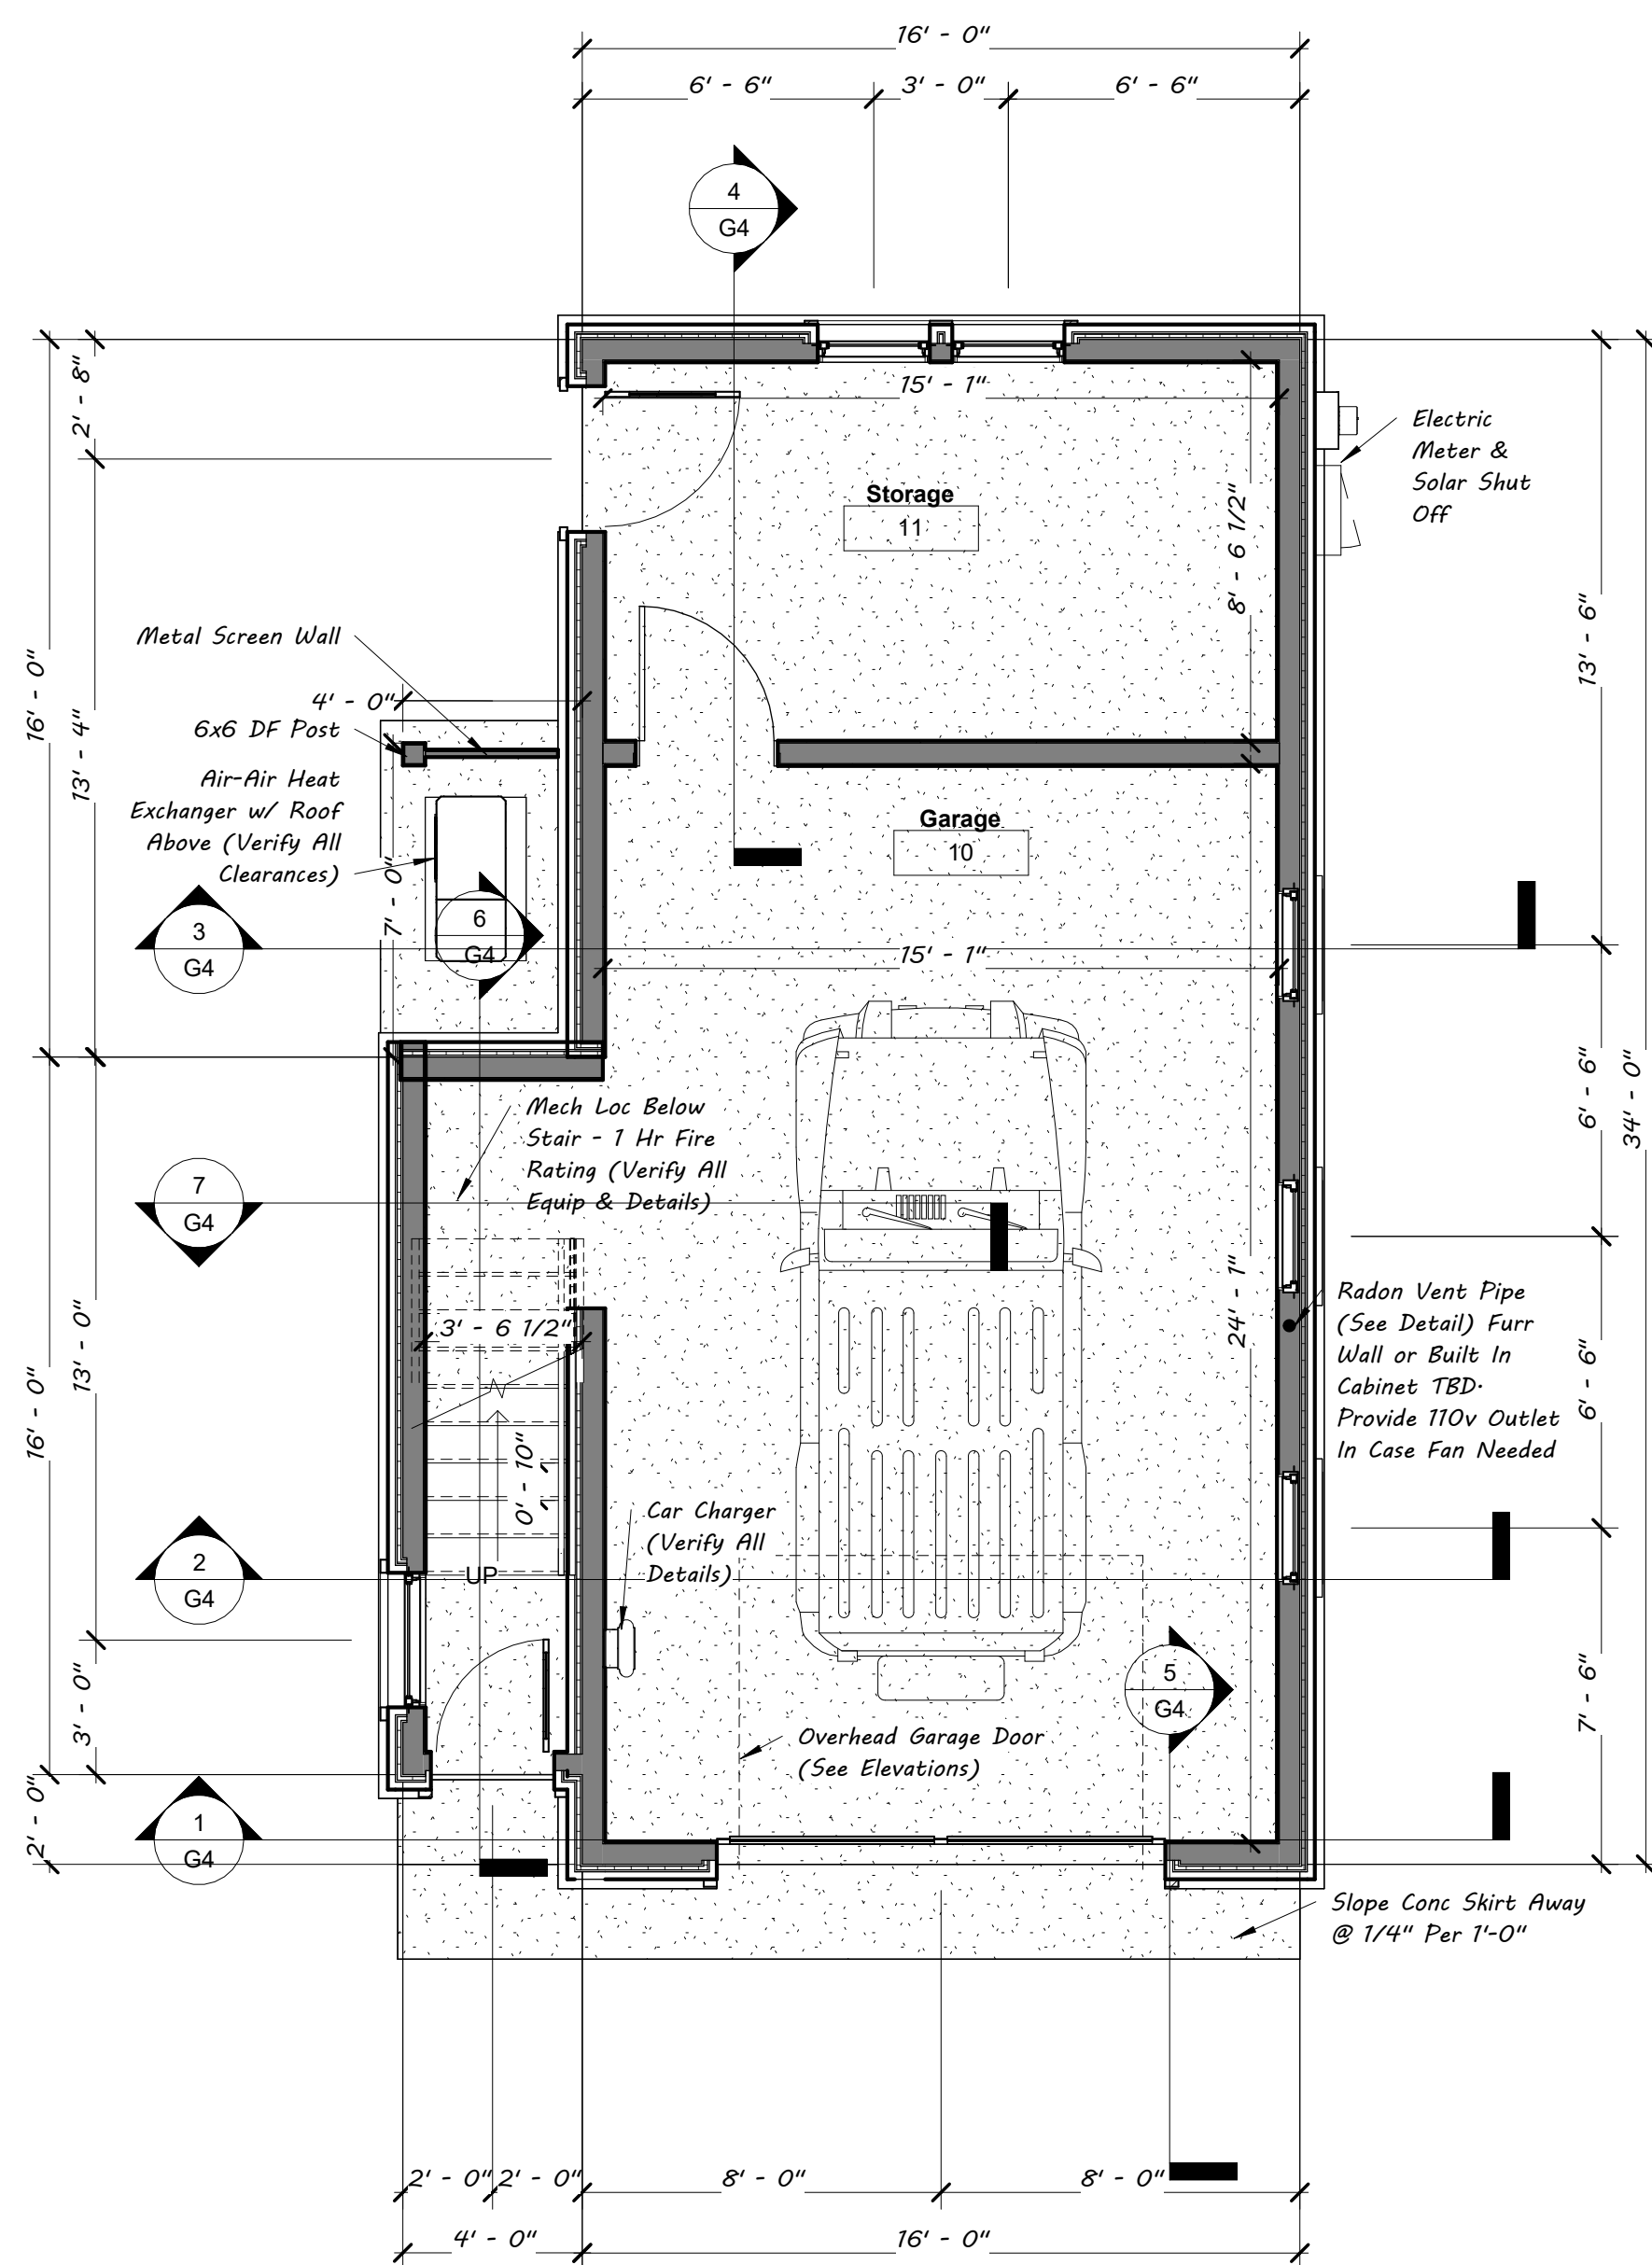 16' - 0"
6' - 6"
3' - 0"
6' - 6"
4
G4
2' - 8"
15' - 1"
Electric
Meter &
Solar Shut
Off
Storage
11
8' - 6 1/2"
13' - 6"
Metal Screen Wall
16' - 0"
13' - 4"
4' - 0"
6x6 DF Post
Air-Air Heat
Exchanger w/ Roof
Above (Verify All
Clearances)
7' - 0"
Garage
10
3
G4
6
G4
15' - 1"
6' - 6"
34' - 0"
Mech Loc Below
Stair - 1 Hr Fire
Rating (Verify All
Equip & Details)
7
G4
24' - 1"
Radon Vent Pipe
(See Detail) Furr
Wall or Built In
Cabinet TBD.
Provide 110v Outlet
In Case Fan Needed
3' - 6 1/2"
13' - 0"
16' - 0"
6' - 6"
0' - 10"
Car Charger
(Verify All
Details)
2
G4
UP
5
G4
3' - 0"
7' - 6"
Overhead Garage Door
(See Elevations)
2' - 0"
1
G4
Slope Conc Skirt Away
@ 1/4" Per 1'-0"
2' - 0"
2' - 0"
8' - 0"
8' - 0"
4' - 0"
16' - 0"